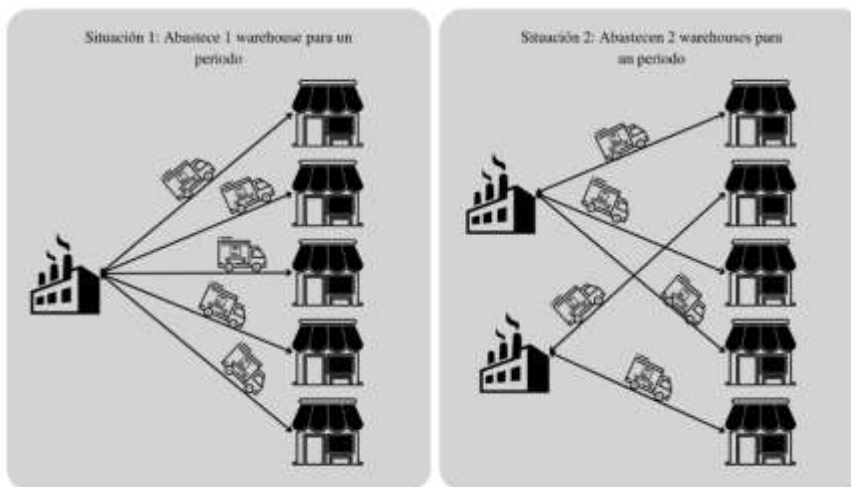 Situación 1: Abastece 1 warehouse para un
periodo
Situación 2: Abastecen 2 warehouses para
un periodo